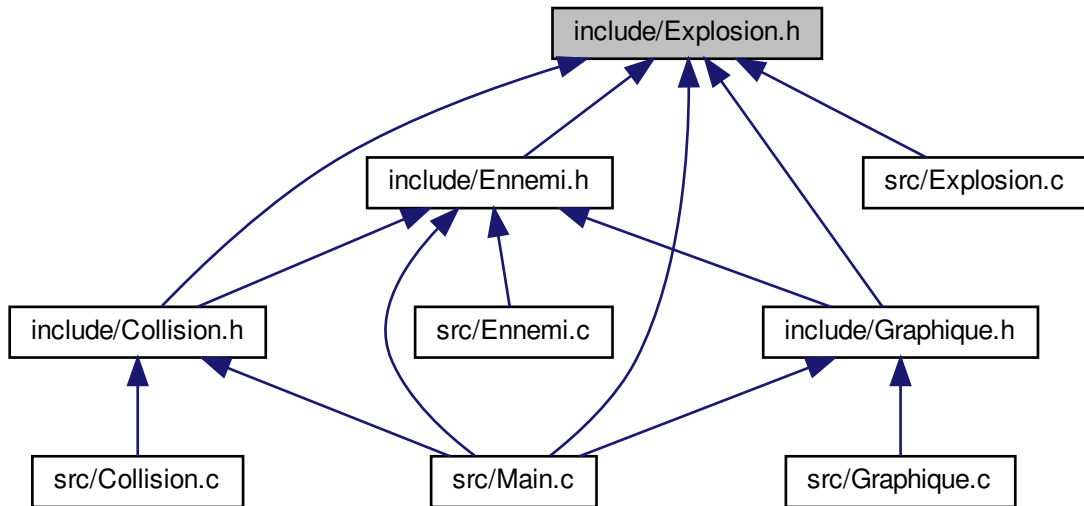 include/Explosion.h
include/Ennemi.h
src/Explosion.c
include/Collision.h
src/Ennemi.c
include/Graphique.h
src/Collision.c
src/Main.c
src/Graphique.c